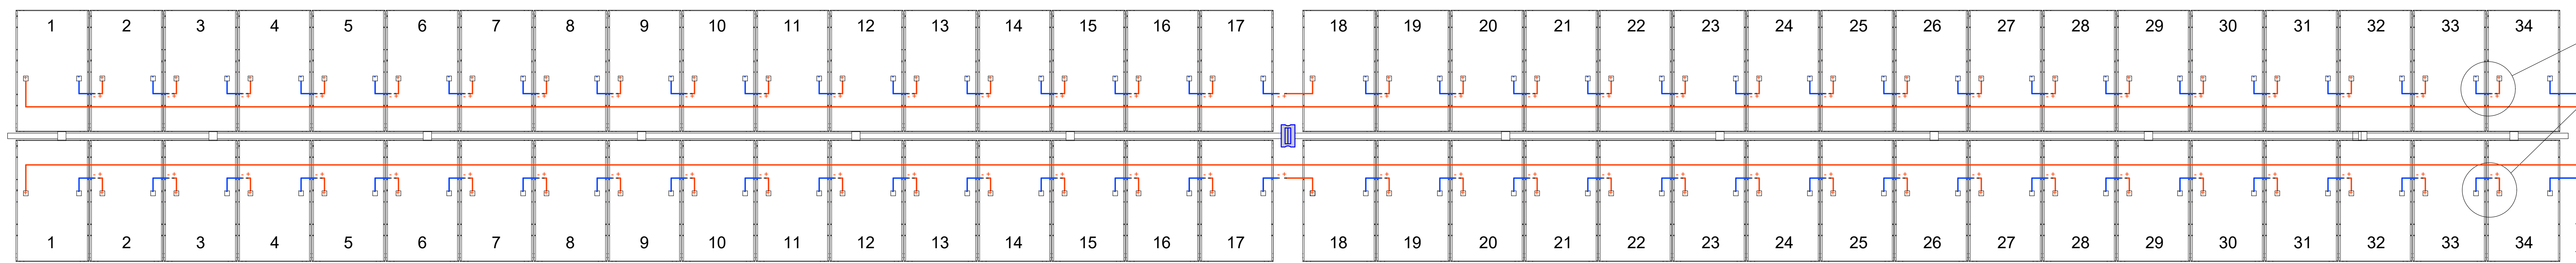 1 2 3 4 5 6 7 8 9 10 11 12 13 14 15 16 17 18 19 20 21 22 23 24 25 26 27 28 29 30 31 32 33 34
- + - + - + - + - + - + - + - + - + - + - + - + - + - + - + - + - + - + - + - + - + - + - + - + - + - + - + - + - + - + - + - + - +
- + - + - + - + - + - + - + - + - + - + - + - + - + - + - + - + - + - + - + - + - + - + - + - + - + - + - + - + - + - + - + - + - +
1 2 3 4 5 6 7 8 9 10 11 12 13 14 15 16 17 18 19 20 21 22 23 24 25 26 27 28 29 30 31 32 33 34